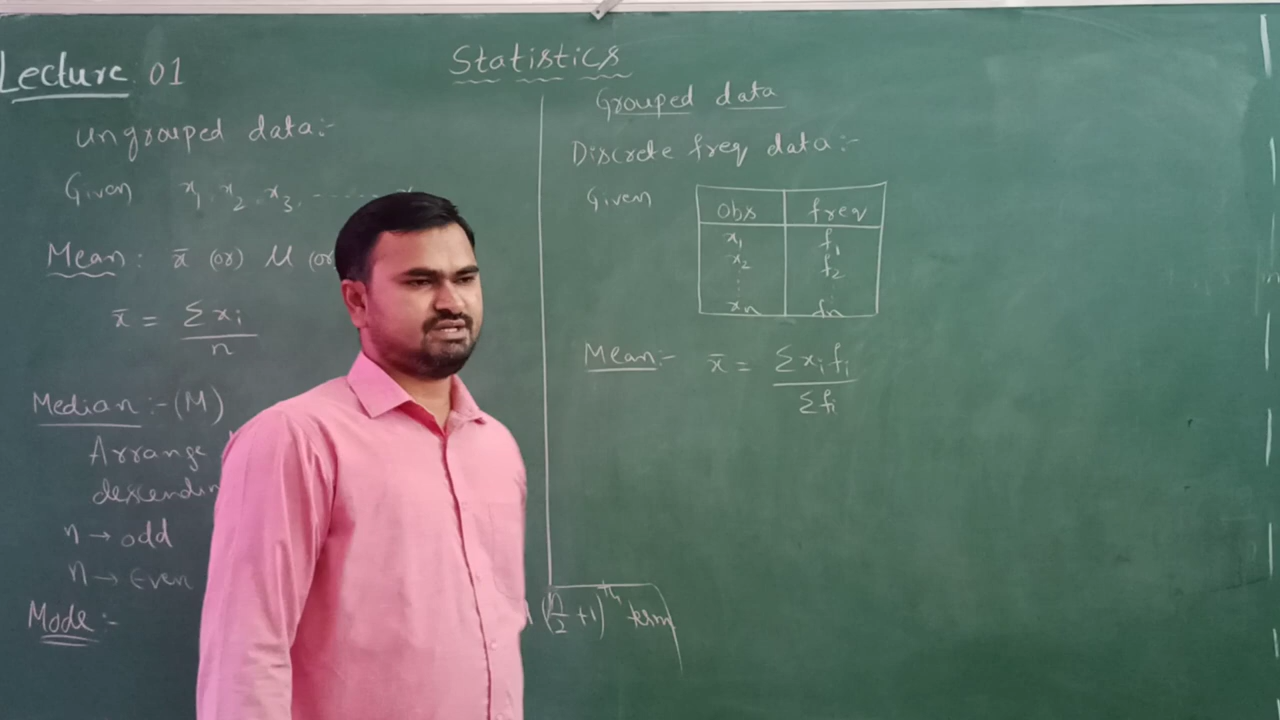 Lecture 01
Statistics
Ungrouped data:-
Given x₁, x₂, x₃, ------
Mean: x̄ (or) μ (or
x̄ = Σxᵢ / n
Median:- (M)
Arrange
descendin
n → odd
n → Even
Mode:-
(n/2 + 1)ᵗʰ term
Grouped data
Discrete freq data:-
Given
obs freq
x₁ f₁
x₂ f₂
⋮
xₙ fₙ
Mean:- x̄ = Σxᵢfᵢ / Σfᵢ